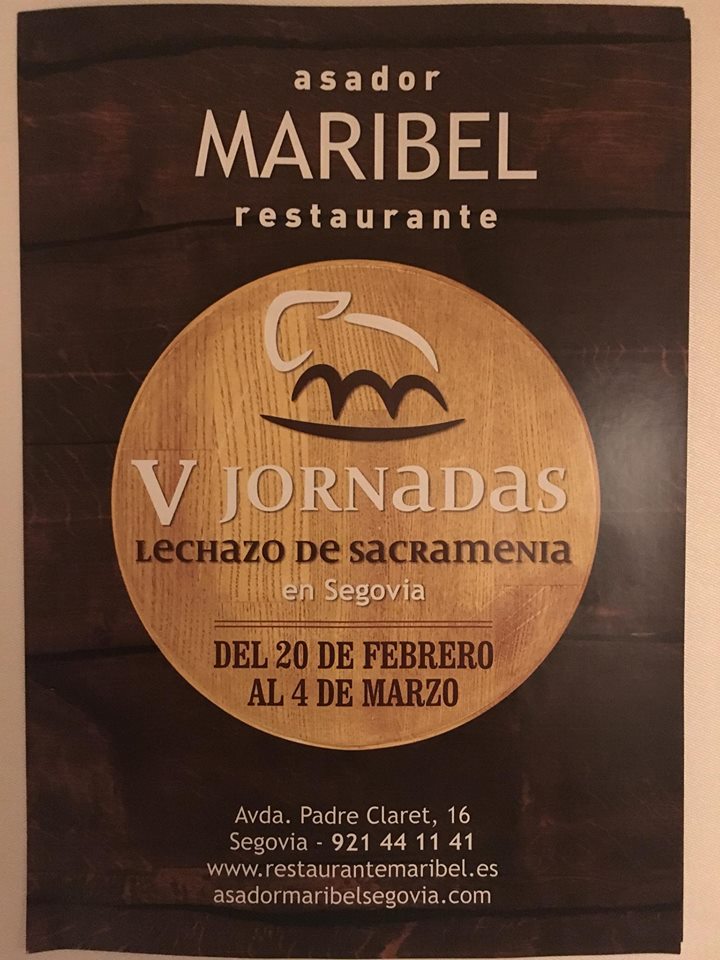 asador
MARIBEL
restaurante
V JORNADAS
LECHAZO DE SACRAMENIA
en Segovia
DEL 20 DE FEBRERO
AL 4 DE MARZO
Avda. Padre Claret, 16
Segovia - 921 44 11 41
www.restaurantemaribel.es
asadormaribelsegovia.com